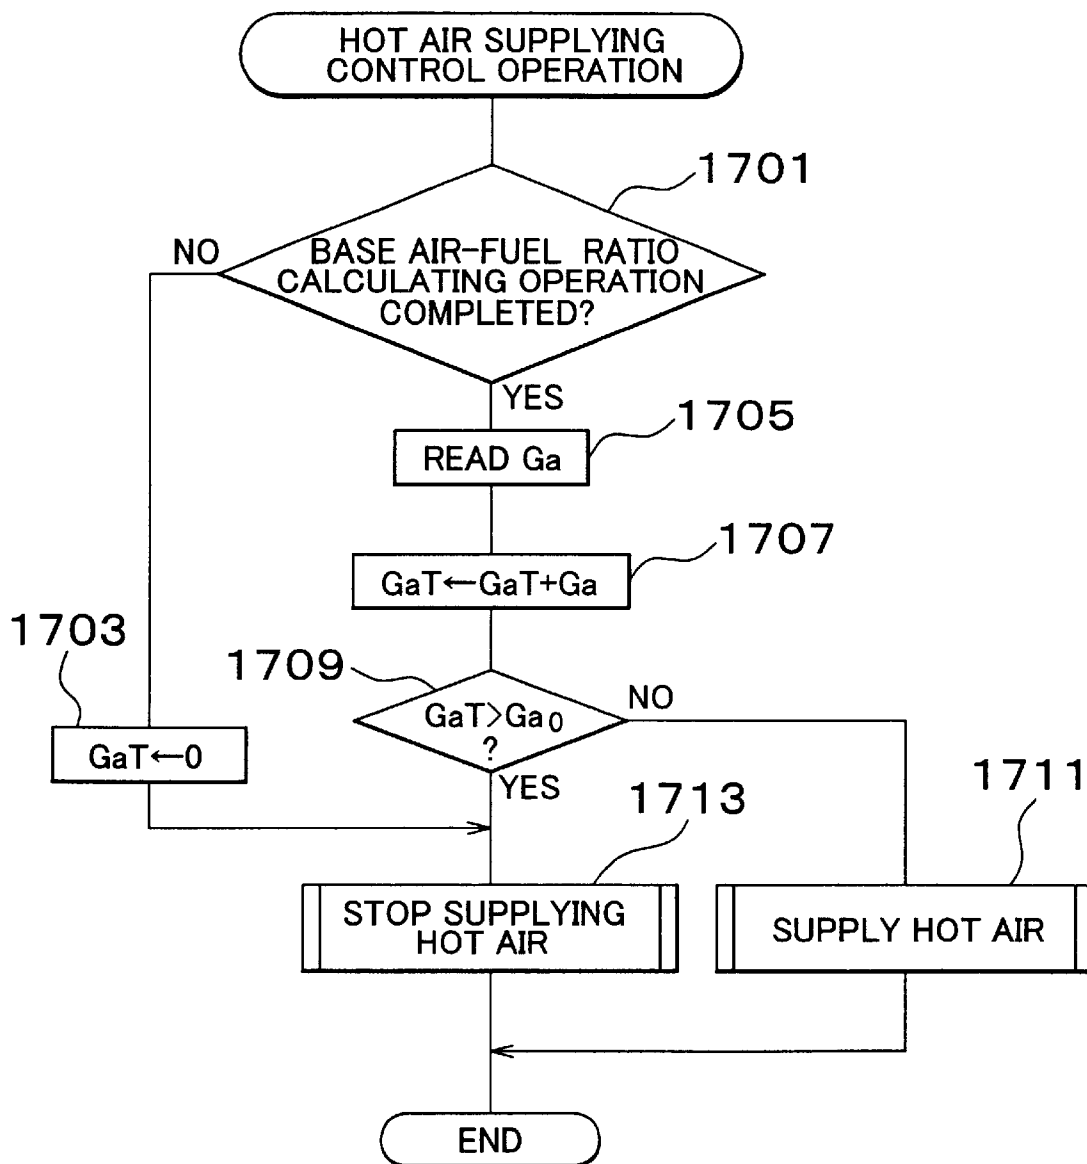 HOT AIR SUPPLYING
CONTROL OPERATION
1701
NO
BASE AIR-FUEL RATIO
CALCULATING OPERATION
COMPLETED?
YES
1705
READ Ga
1707
GaT←GaT+Ga
1703
GaT←0
1709
NO
GaT>Ga₀
?
YES
1713
1711
STOP SUPPLYING
HOT AIR
SUPPLY HOT AIR
END